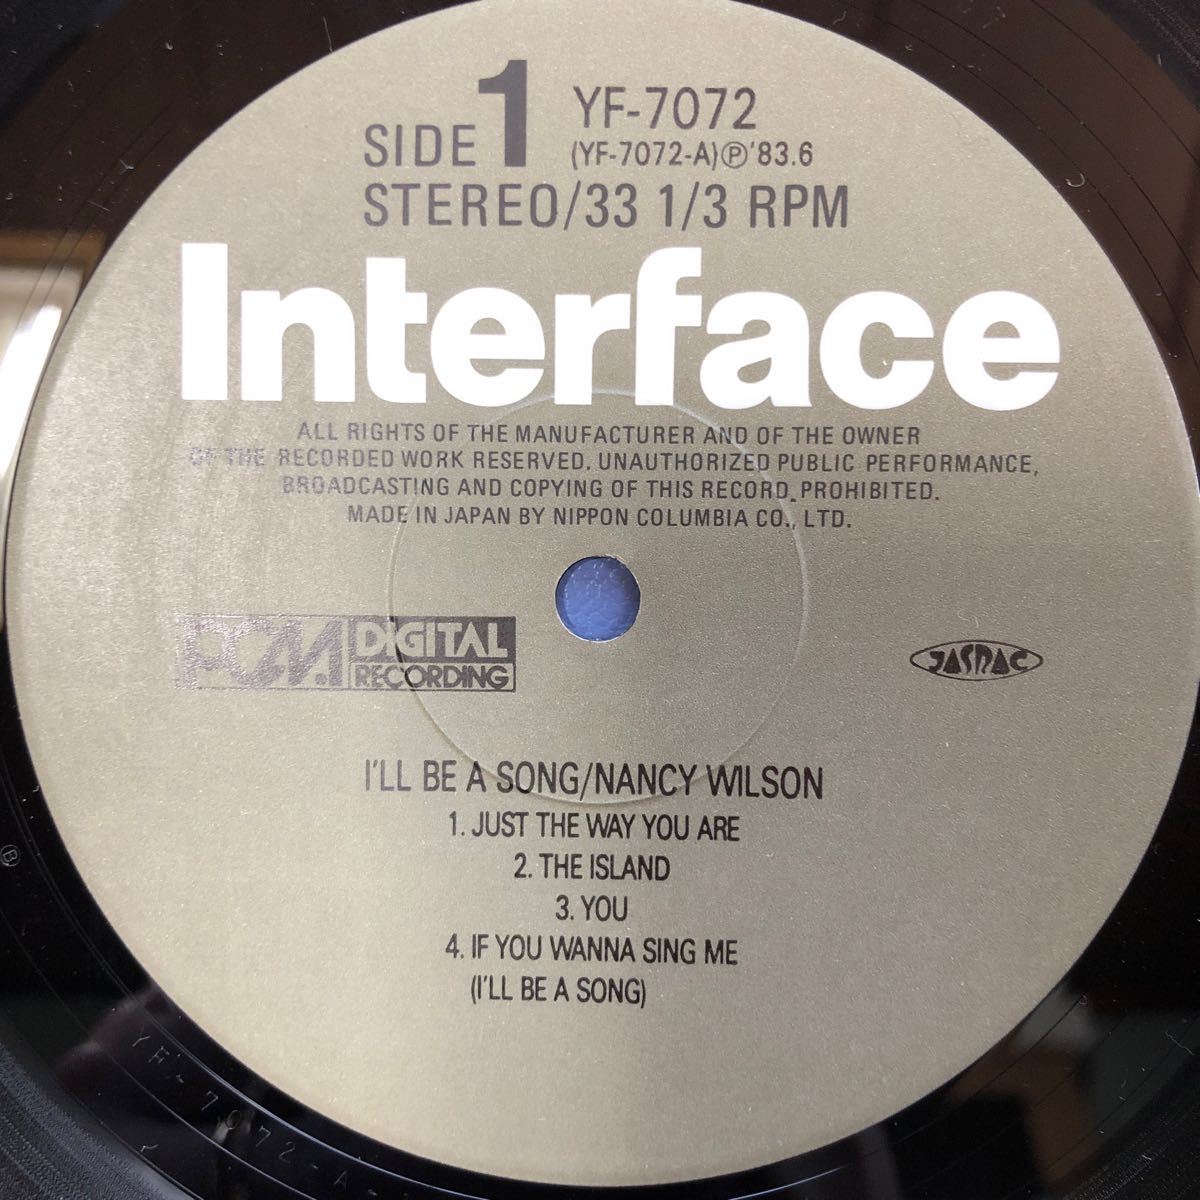 SIDE 1 YF-7072
(YF-7072-A)Ⓟ'83.6
STEREO/33 1/3 RPM
Interface
ALL RIGHTS OF THE MANUFACTURER AND OF THE OWNER
OF THE RECORDED WORK RESERVED. UNAUTHORIZED PUBLIC PERFORMANCE,
BROADCASTING AND COPYING OF THIS RECORD PROHIBITED.
MADE IN JAPAN BY NIPPON COLUMBIA CO., LTD.
PCM DIGITAL
RECORDING
JASRAC
I'LL BE A SONG/NANCY WILSON
1. JUST THE WAY YOU ARE
2. THE ISLAND
3. YOU
4. IF YOU WANNA SING ME
(I'LL BE A SONG)
Ⓑ
YF-7072-A-